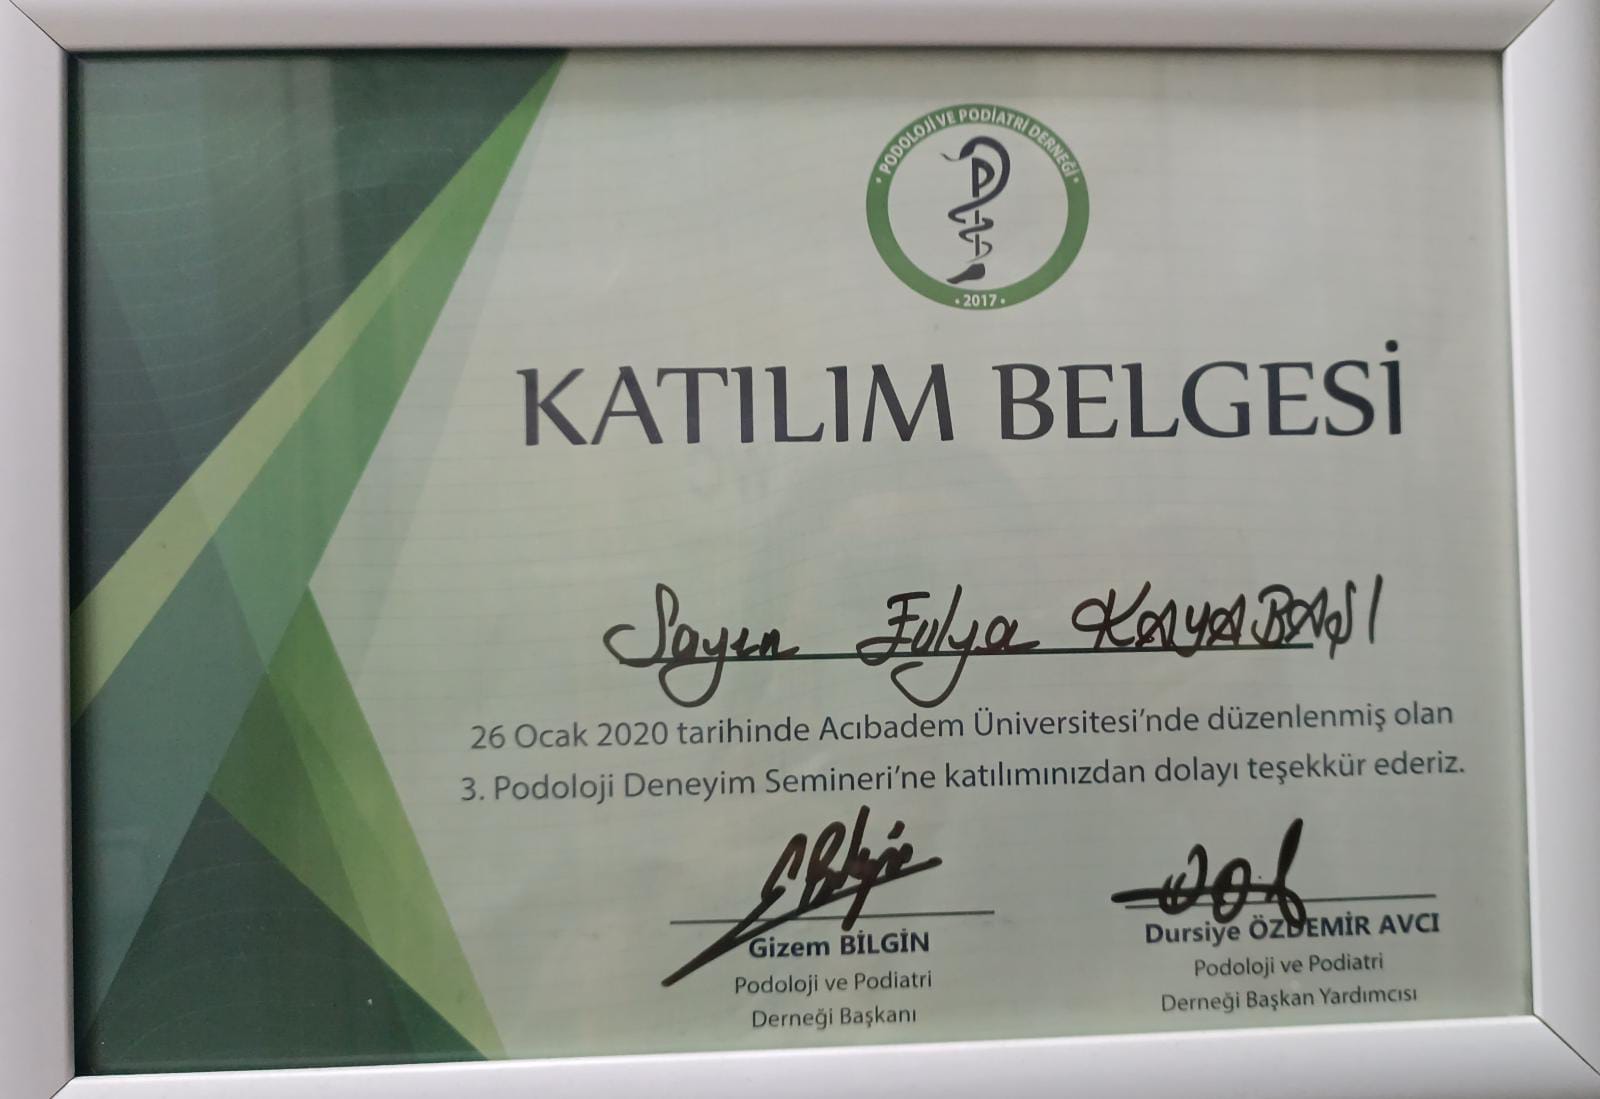 PODOLOJİ VE PODİATRİ DERNEĞİ
2017
KATILIM BELGESİ
Sayın Fulya KAYABAŞI
26 Ocak 2020 tarihinde Acıbadem Üniversitesi’nde düzenlenmiş olan
3. Podoloji Deneyim Semineri’ne katılımınızdan dolayı teşekkür ederiz.
Gizem BİLGİN
Podoloji ve Podiatri
Derneği Başkanı
Dursiye ÖZDEMİR AVCI
Podoloji ve Podiatri
Derneği Başkan Yardımcısı